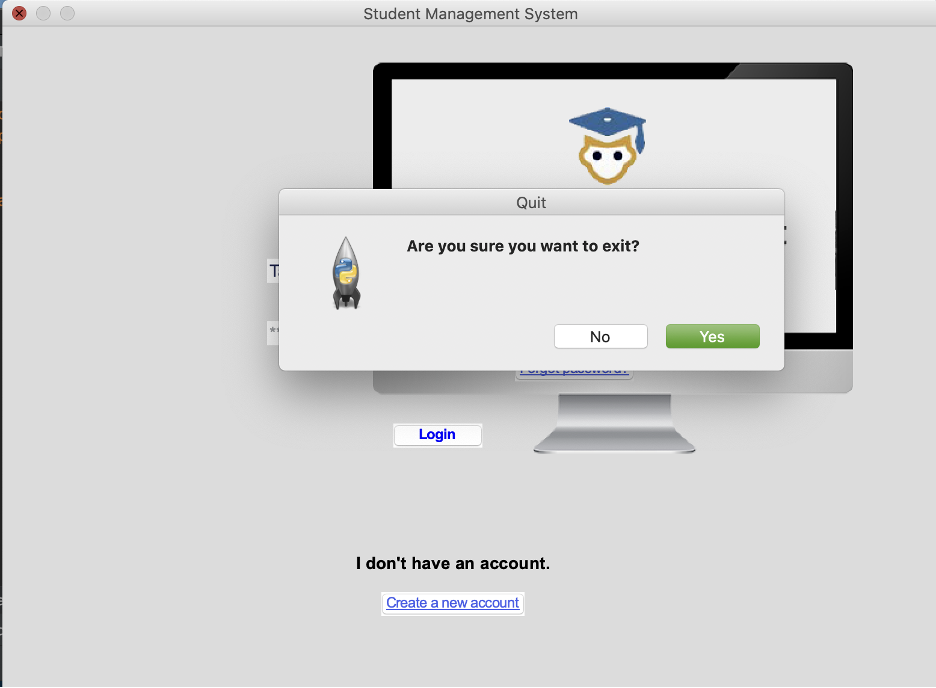 Student Management System
Quit
Are you sure you want to exit?
No
Yes
Forgot password?
Login
I don't have an account.
Create a new account